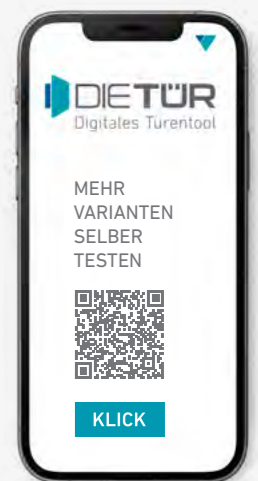 DIETÜR
Digitales Türentool
MEHR
VARIANTEN
SELBER
TESTEN
KLICK